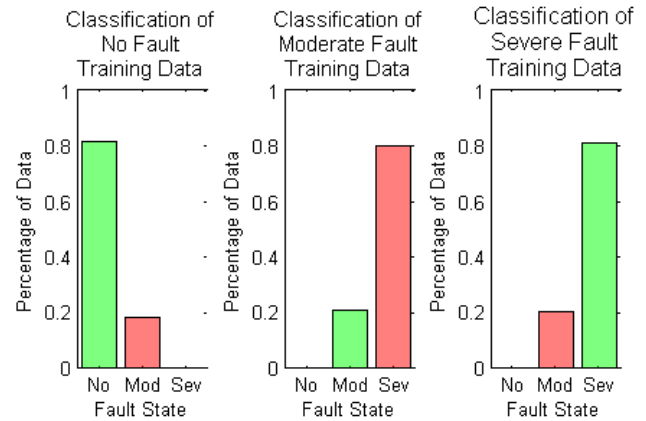 Classification of
No Fault
Training Data
Percentage of Data
1
0.8
0.6
0.4
0.2
0
No Mod Sev
Fault State
Classification of
Moderate Fault
Training Data
Percentage of Data
1
0.8
0.6
0.4
0.2
0
No Mod Sev
Fault State
Classification of
Severe Fault
Training Data
Percentage of Data
1
0.8
0.6
0.4
0.2
0
No Mod Sev
Fault State